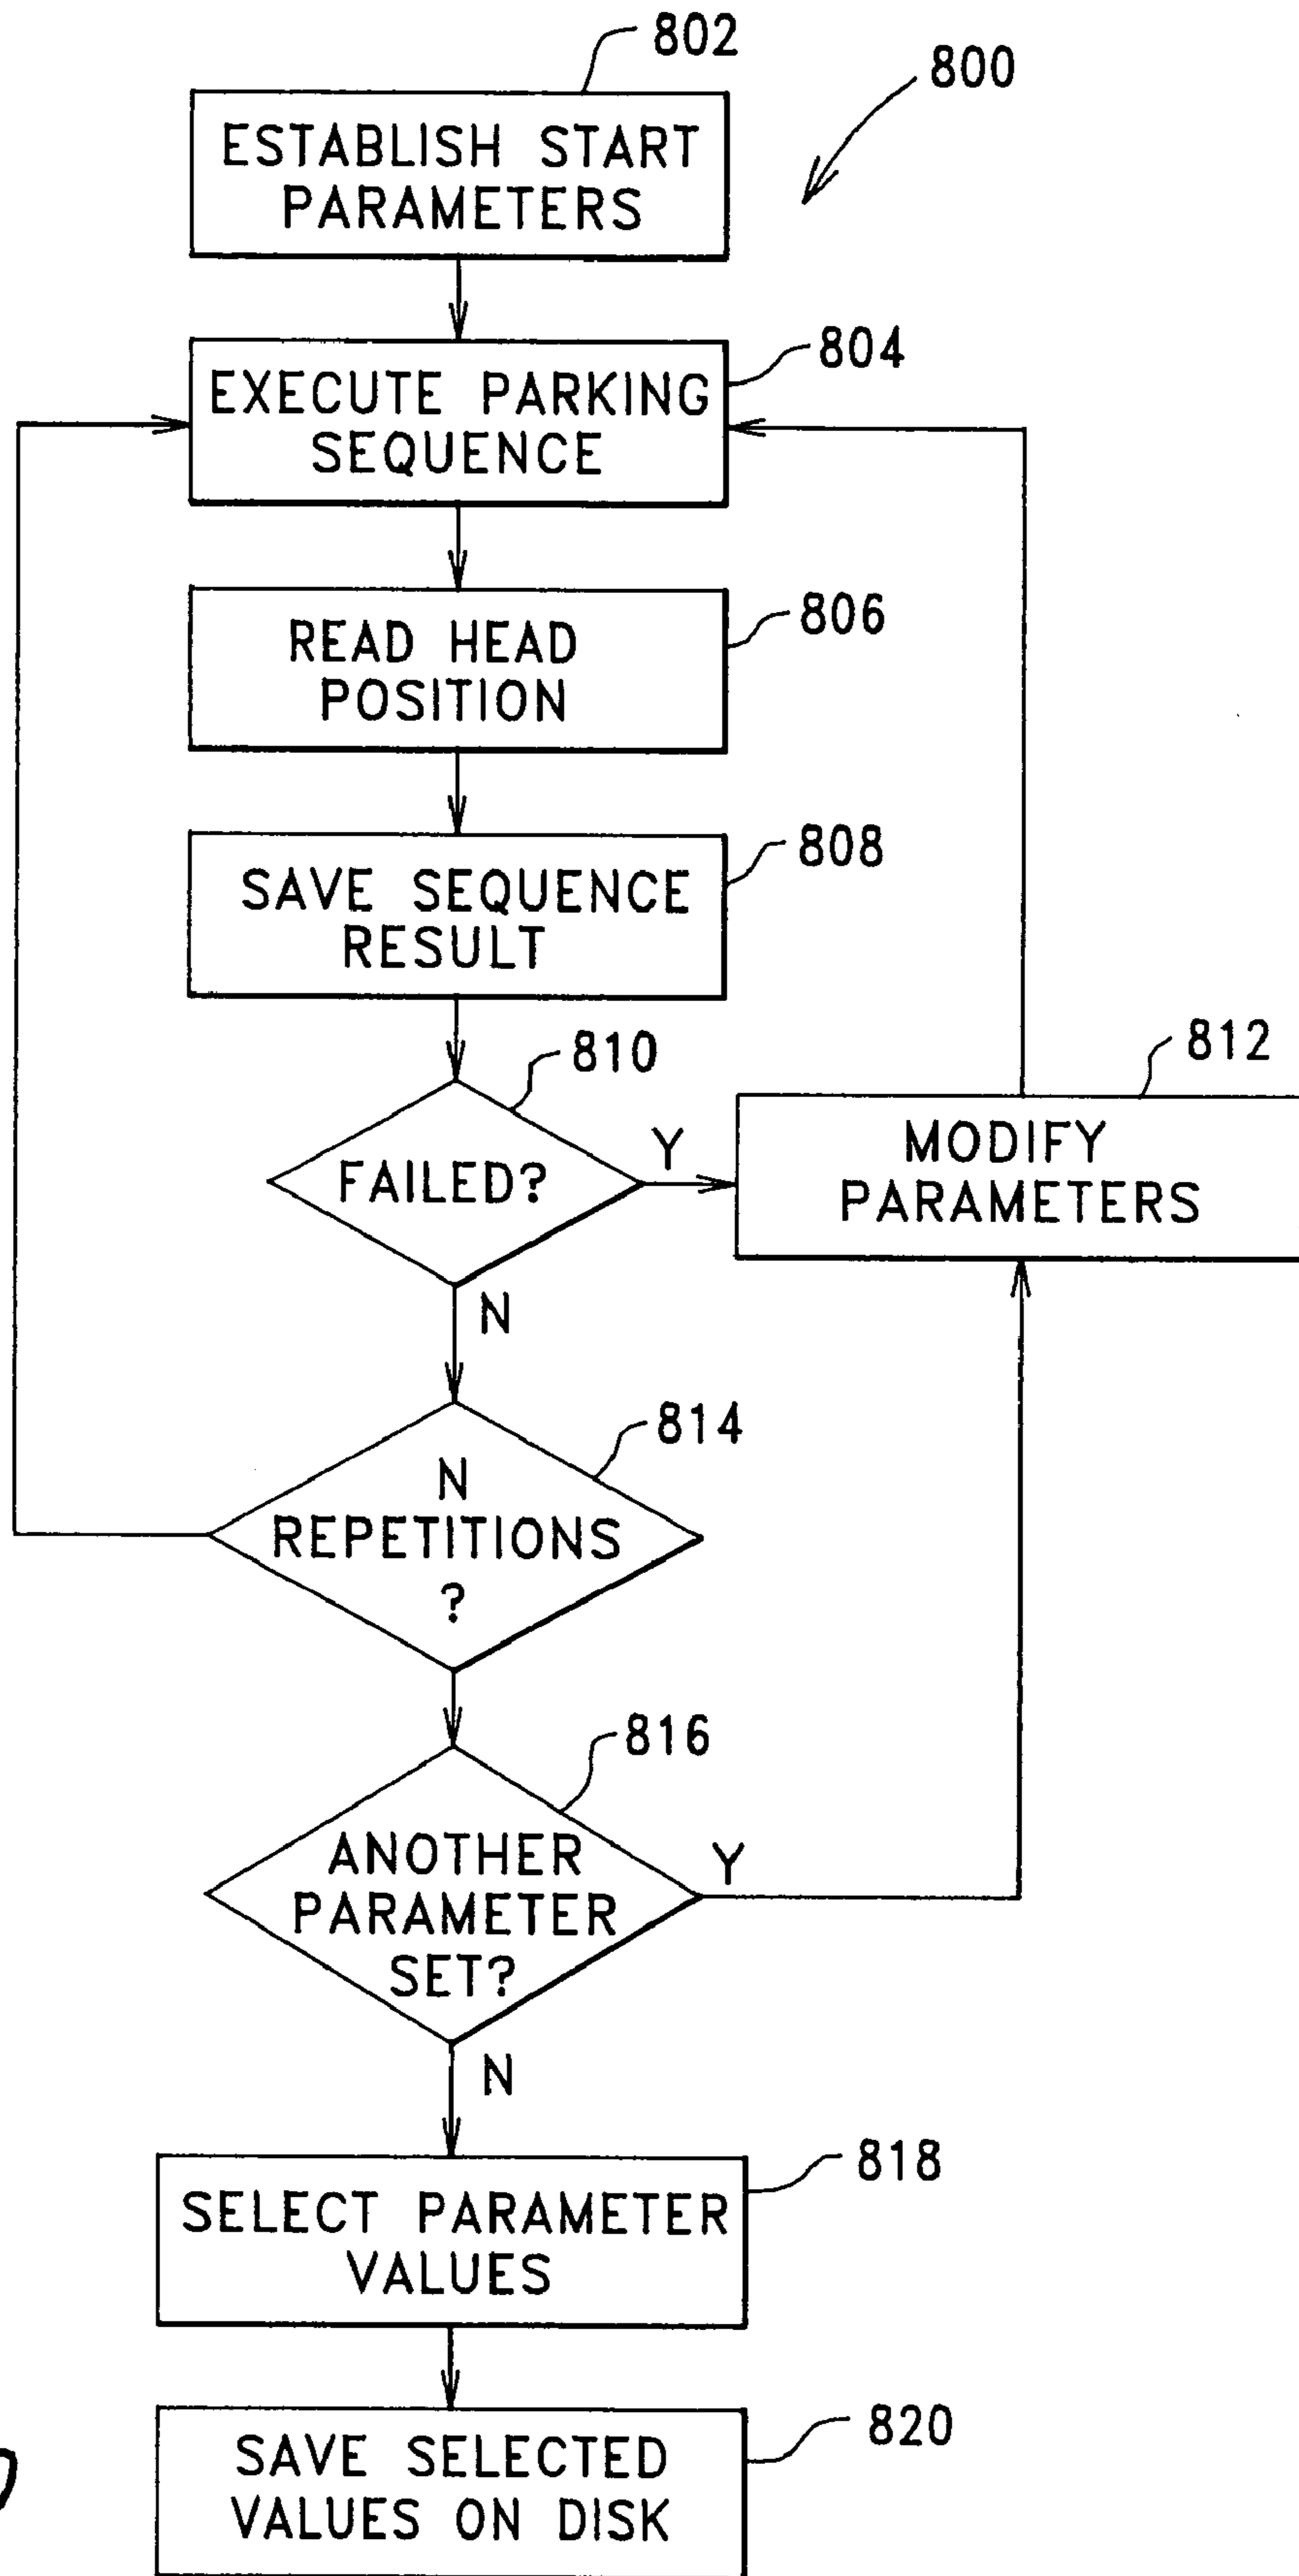 802
800
ESTABLISH START
PARAMETERS
804
EXECUTE PARKING
SEQUENCE
806
READ HEAD
POSITION
808
SAVE SEQUENCE
RESULT
810
FAILED?
Y
812
MODIFY
PARAMETERS
N
814
N
REPETITIONS
?
816
ANOTHER
PARAMETER
SET?
Y
N
818
SELECT PARAMETER
VALUES
820
SAVE SELECTED
VALUES ON DISK